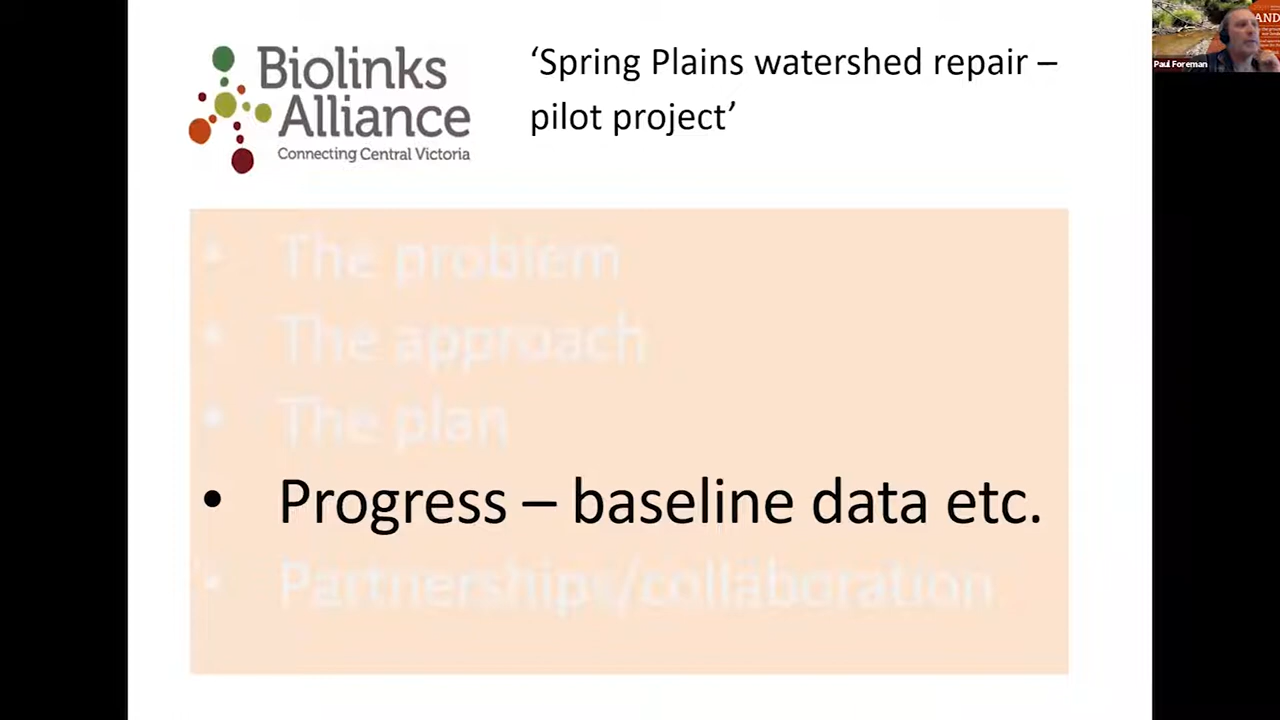 Biolinks
Alliance
Connecting Central Victoria
‘Spring Plains watershed repair –
pilot project’
• The problem
• The approach
• The plan
• Progress – baseline data etc.
• Partnerships/collaboration
AND
Paul Foreman